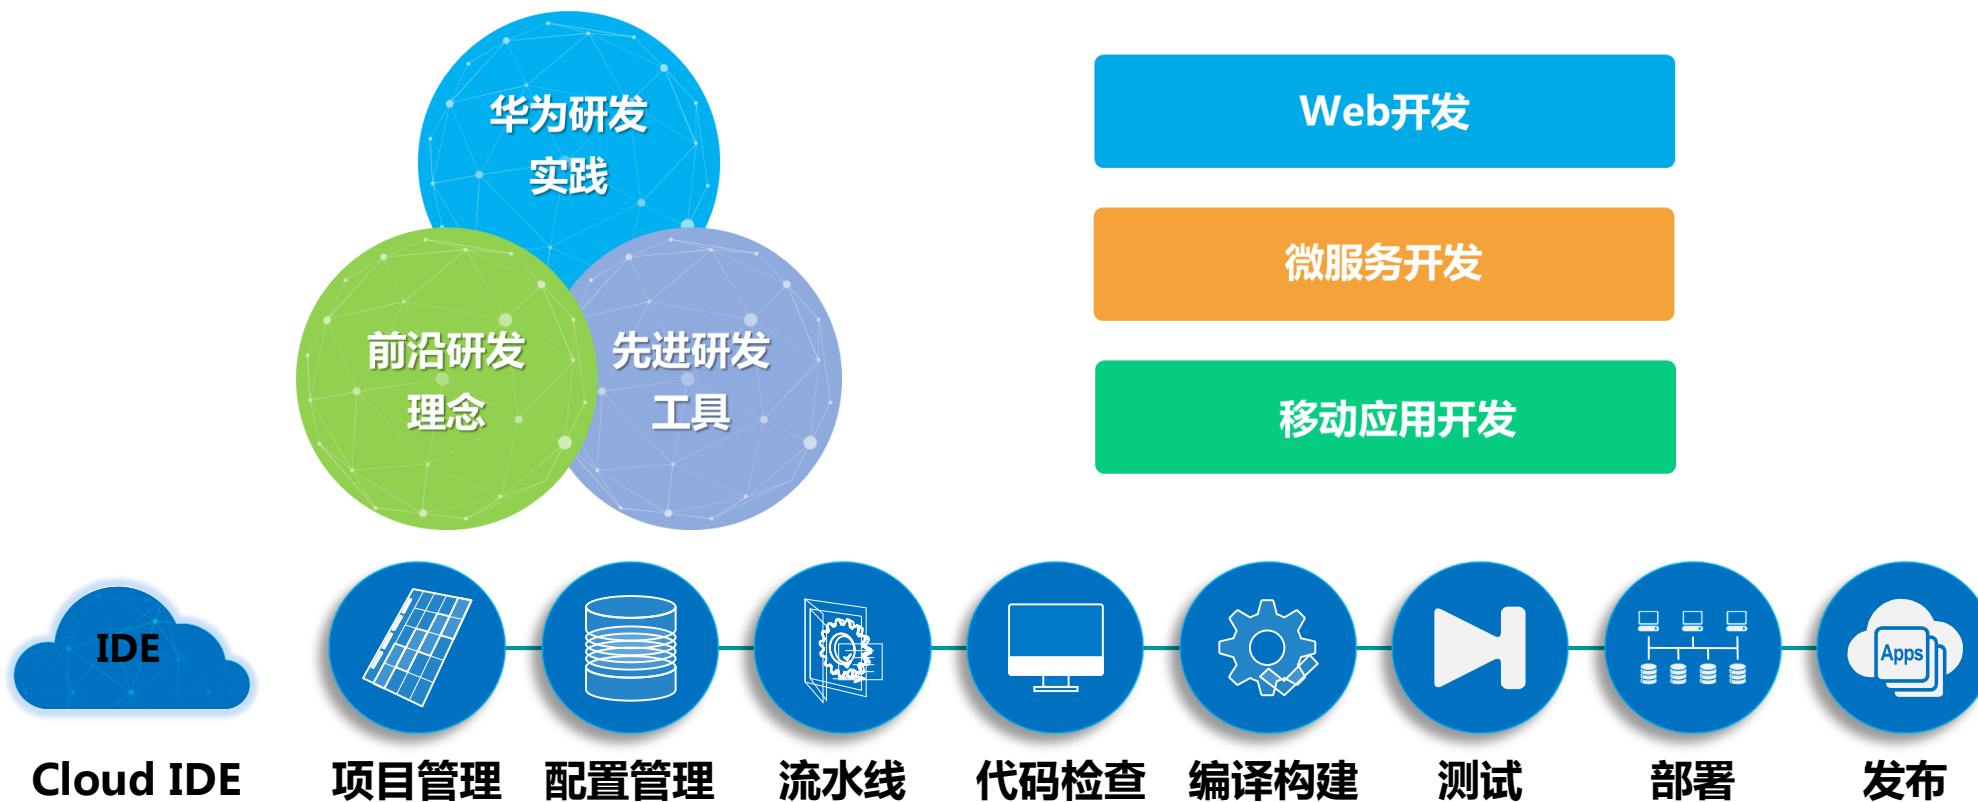 华为研发
实践
前沿研发
理念
先进研发
工具
Web开发
微服务开发
移动应用开发
IDE
Apps
Cloud IDE
项目管理
配置管理
流水线
代码检查
编译构建
测试
部署
发布